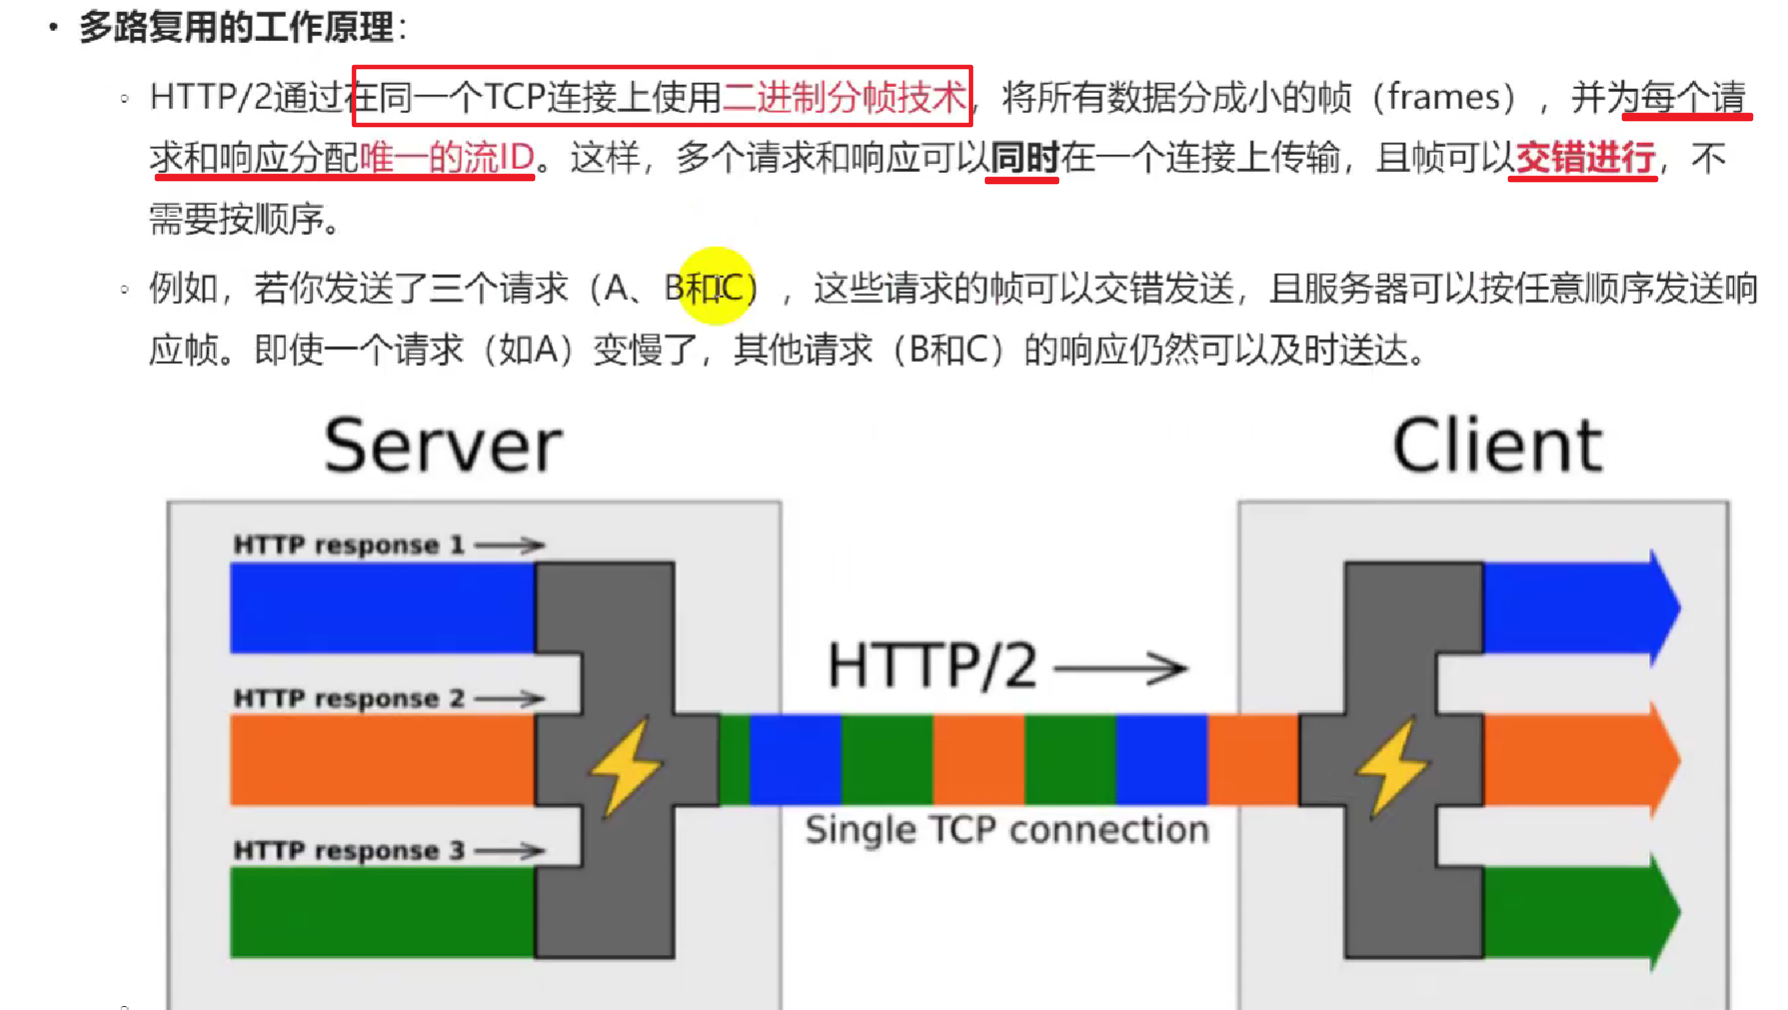 • 多路复用的工作原理：
◦ HTTP/2通过在同一个TCP连接上使用二进制分帧技术，将所有数据分成小的帧（frames），并为每个请
求和响应分配唯一的流ID。这样，多个请求和响应可以同时在一个连接上传输，且帧可以交错进行，不
需要按顺序。
◦ 例如，若你发送了三个请求（A、B和C），这些请求的帧可以交错发送，且服务器可以按任意顺序发送响
应帧。即使一个请求（如A）变慢了，其他请求（B和C）的响应仍然可以及时送达。
Server
Client
HTTP response 1
HTTP response 2
HTTP/2
HTTP response 3
Single TCP connection